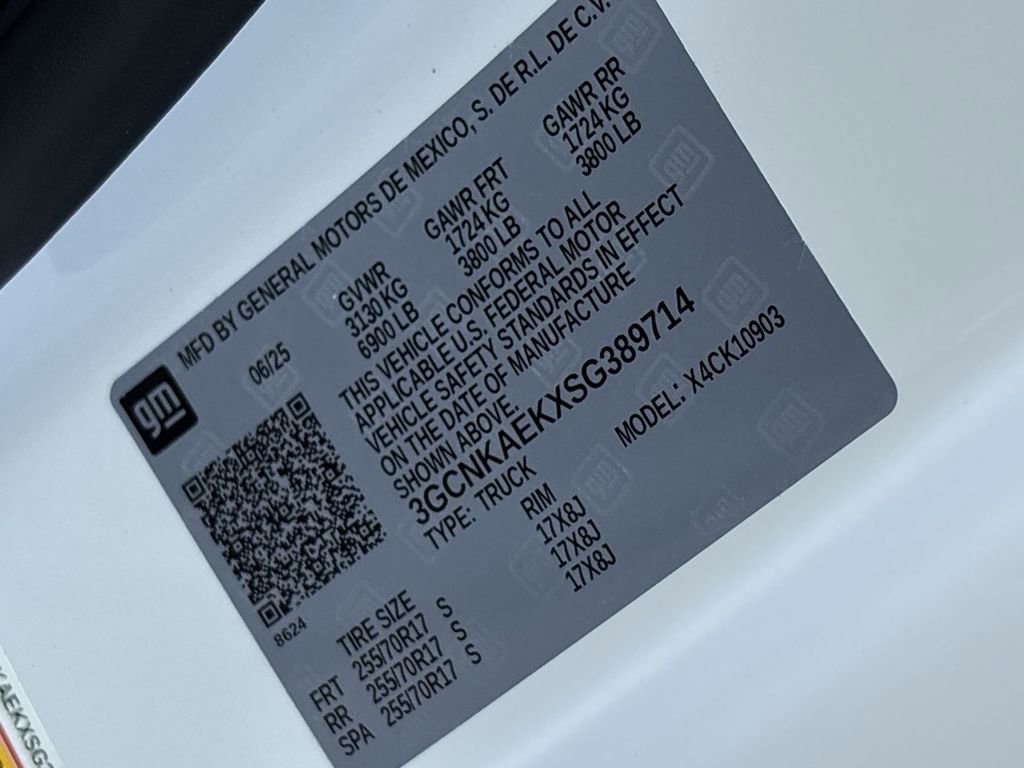 MFD BY GENERAL MOTORS DE MEXICO, S. DE R.L. DE C.V.
gm
06/25
GVWR GAWR FRT GAWR RR
3130 KG 1724 KG 1724 KG
6900 LB 3800 LB 3800 LB
THIS VEHICLE CONFORMS TO ALL
APPLICABLE U.S. FEDERAL MOTOR
VEHICLE SAFETY STANDARDS IN EFFECT
ON THE DATE OF MANUFACTURE
SHOWN ABOVE.
3GCNKAEKXSG389714
TYPE: TRUCK MODEL: X4CK10903
8624
TIRE SIZE RIM
FRT 255/70R17 S 17X8J
RR 255/70R17 S 17X8J
SPA 255/70R17 S 17X8J
KAEKXSG3